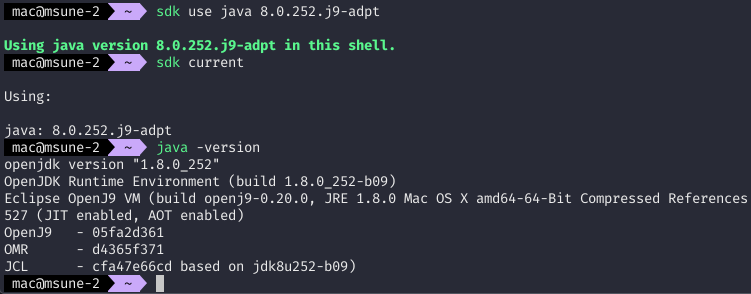 mac@msune-2 ~ sdk use java 8.0.252.j9-adpt
Using java version 8.0.252.j9-adpt in this shell.
mac@msune-2 ~ sdk current
Using:
java: 8.0.252.j9-adpt
mac@msune-2 ~ java -version
openjdk version "1.8.0_252"
OpenJDK Runtime Environment (build 1.8.0_252-b09)
Eclipse OpenJ9 VM (build openj9-0.20.0, JRE 1.8.0 Mac OS X amd64-64-Bit Compressed References
527 (JIT enabled, AOT enabled)
OpenJ9   - 05fa2d361
OMR      - d4365f371
JCL      - cfa47e66cd based on jdk8u252-b09)
mac@msune-2 ~